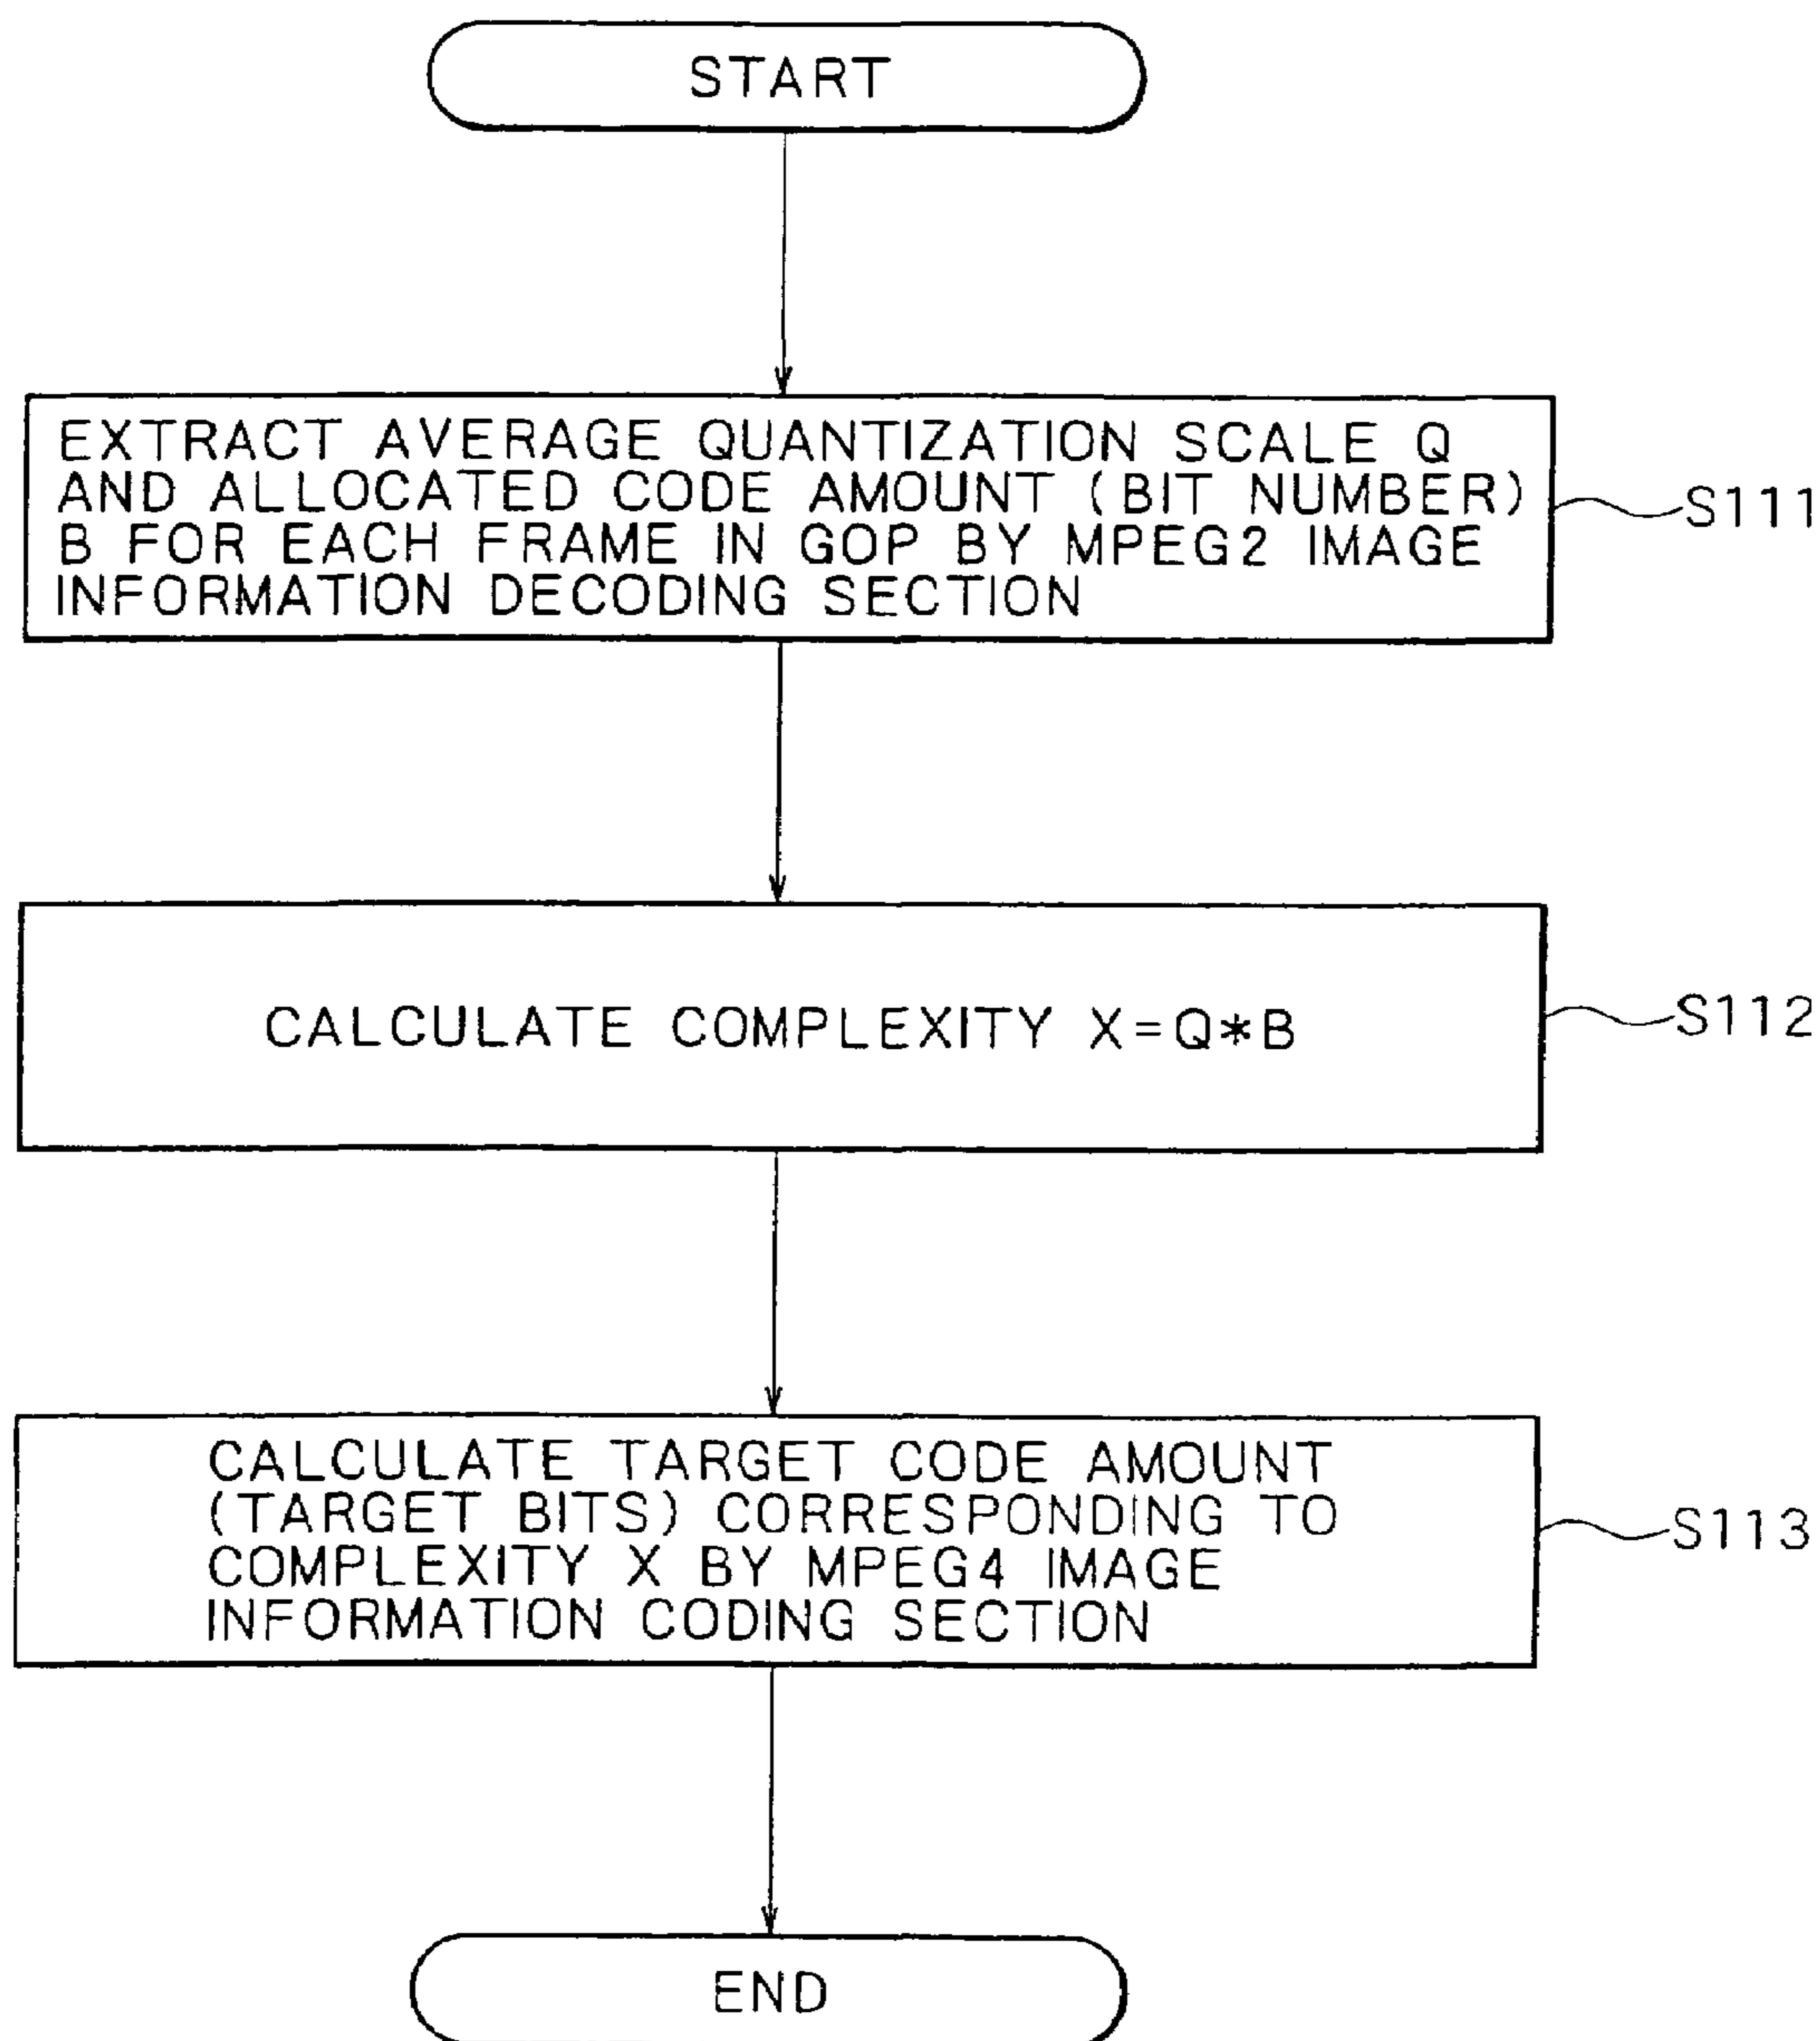 START
EXTRACT AVERAGE QUANTIZATION SCALE Q
AND ALLOCATED CODE AMOUNT (BIT NUMBER)
B FOR EACH FRAME IN GOP BY MPEG2 IMAGE
INFORMATION DECODING SECTION
S111
CALCULATE COMPLEXITY X=Q*B
S112
CALCULATE TARGET CODE AMOUNT
(TARGET BITS) CORRESPONDING TO
COMPLEXITY X BY MPEG4 IMAGE
INFORMATION CODING SECTION
S113
END